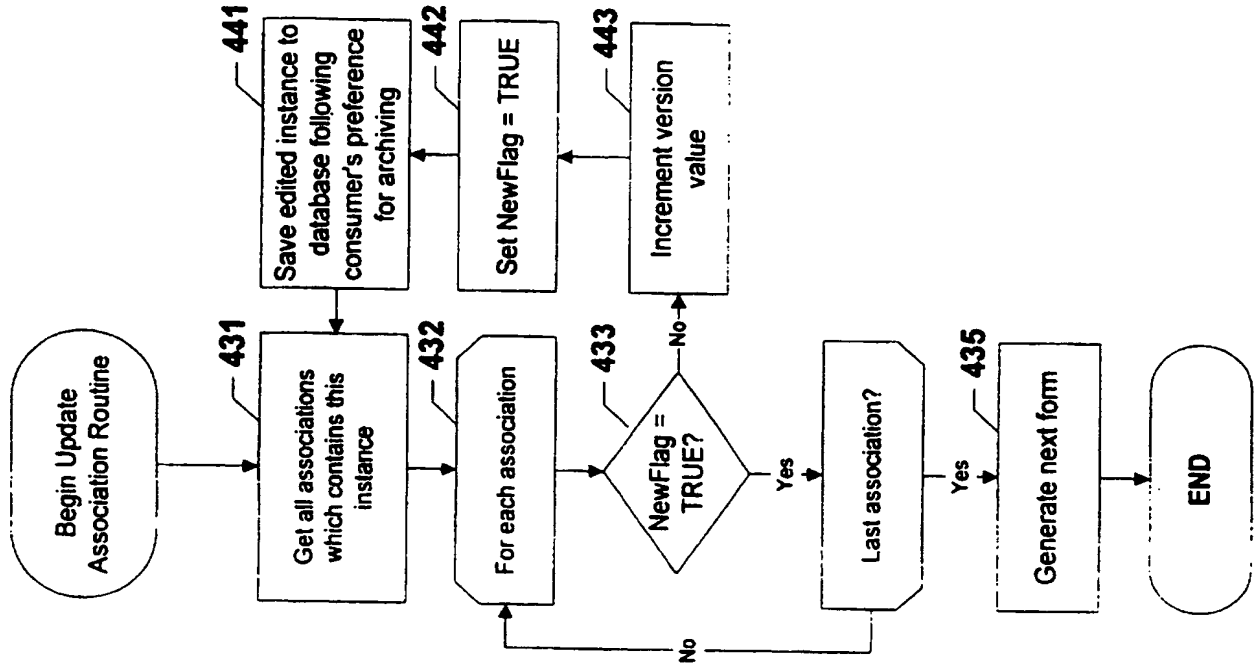 Begin Update
Association Routine
431
Get all associations
which contains this
instance
432
For each association
433
NewFlag =
TRUE?
No
Yes
Last association?
No
Yes
435
Generate next form
END
441
Save edited instance to
database following
consumer's preference
for archiving
442
Set NewFlag = TRUE
443
Increment version
value